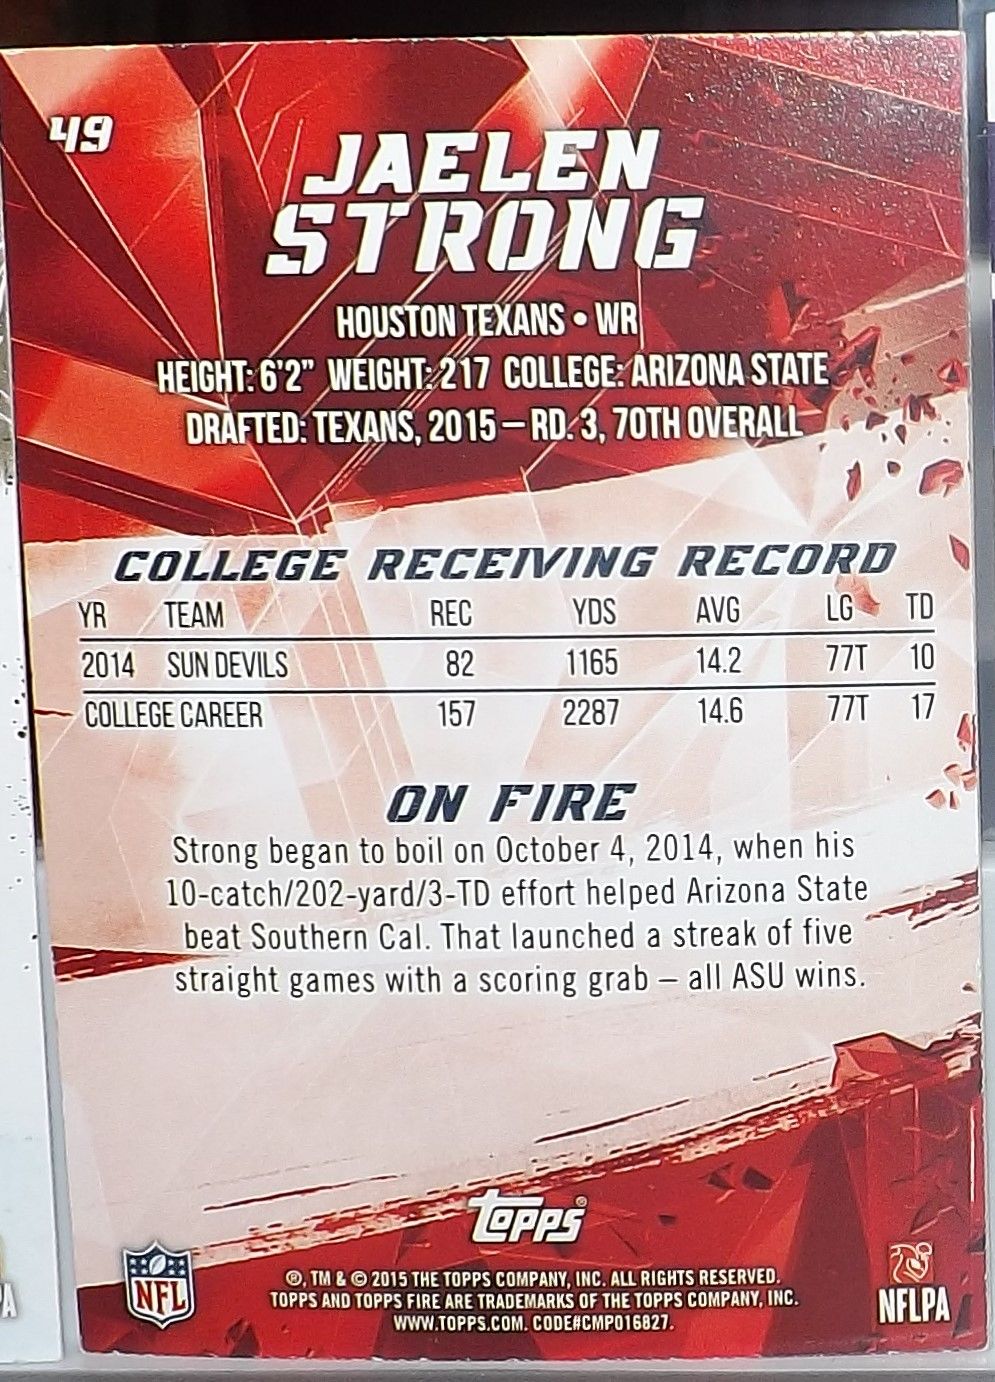 49
JAELEN
STRONG
HOUSTON TEXANS • WR
HEIGHT: 6'2" WEIGHT: 217 COLLEGE: ARIZONA STATE
DRAFTED: TEXANS, 2015 – RD. 3, 70TH OVERALL
COLLEGE RECEIVING RECORD
YR TEAM REC YDS AVG LG TD
2014 SUN DEVILS 82 1165 14.2 77T 10
COLLEGE CAREER 157 2287 14.6 77T 17
ON FIRE
Strong began to boil on October 4, 2014, when his
10-catch/202-yard/3-TD effort helped Arizona State
beat Southern Cal. That launched a streak of five
straight games with a scoring grab – all ASU wins.
topps®
NFL
®, TM & © 2015 THE TOPPS COMPANY, INC. ALL RIGHTS RESERVED.
TOPPS AND TOPPS FIRE ARE TRADEMARKS OF THE TOPPS COMPANY, INC.
WWW.TOPPS.COM. CODE#CMP016827.
NFLPA